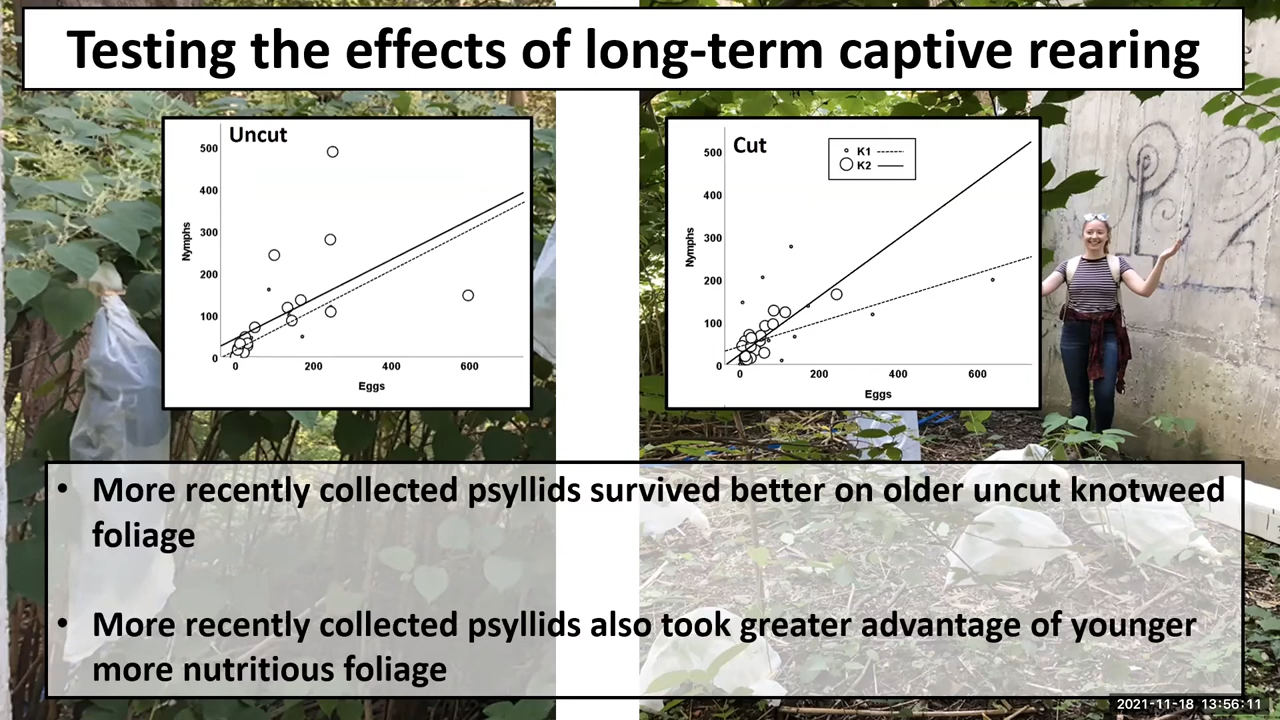 Testing the effects of long-term captive rearing
Uncut
500
400
300
200
100
0
Nymphs
0 200 400 600
Eggs
Cut
K1
K2
500
400
300
200
100
0
Nymphs
0 200 400 600
Eggs
• More recently collected psyllids survived better on older uncut knotweed
foliage
• More recently collected psyllids also took greater advantage of younger
more nutritious foliage
2021-11-18 13:56:11